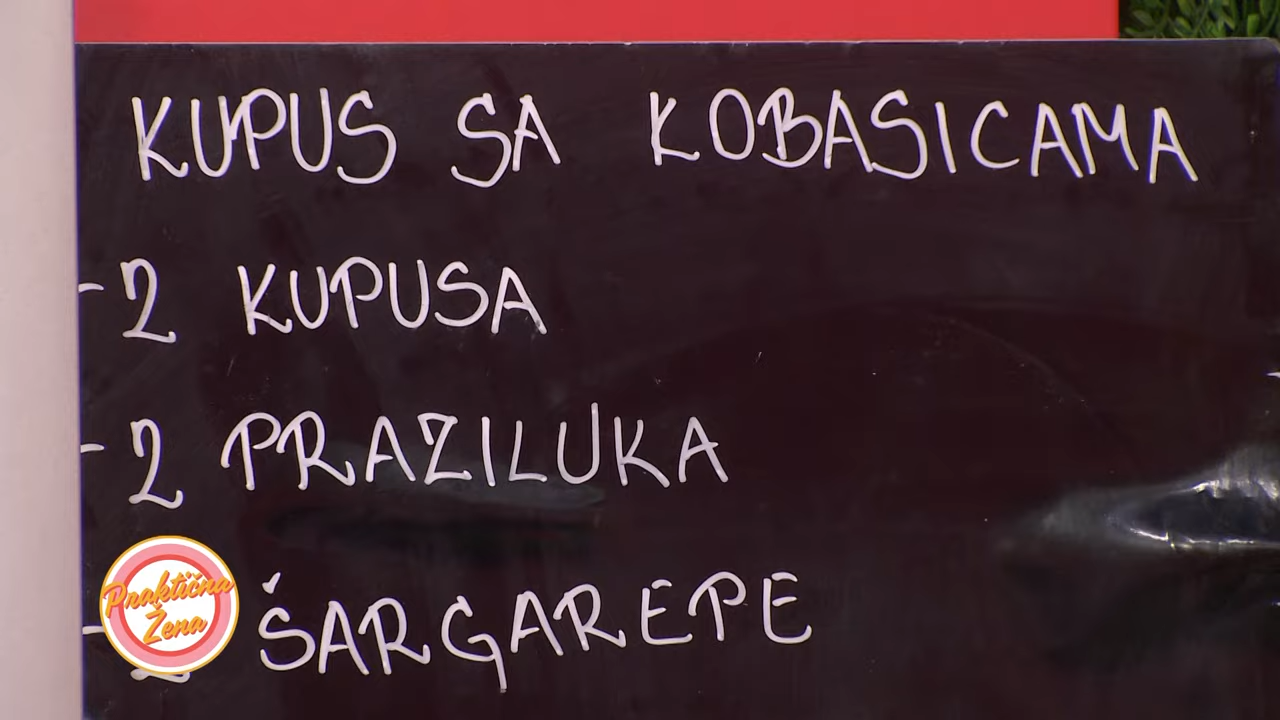 KUPUS SA KOBASICAMA
- 2 KUPUSA
- 2 PRAZILUKA
- ŠARGAREPE
Praktična
Žena